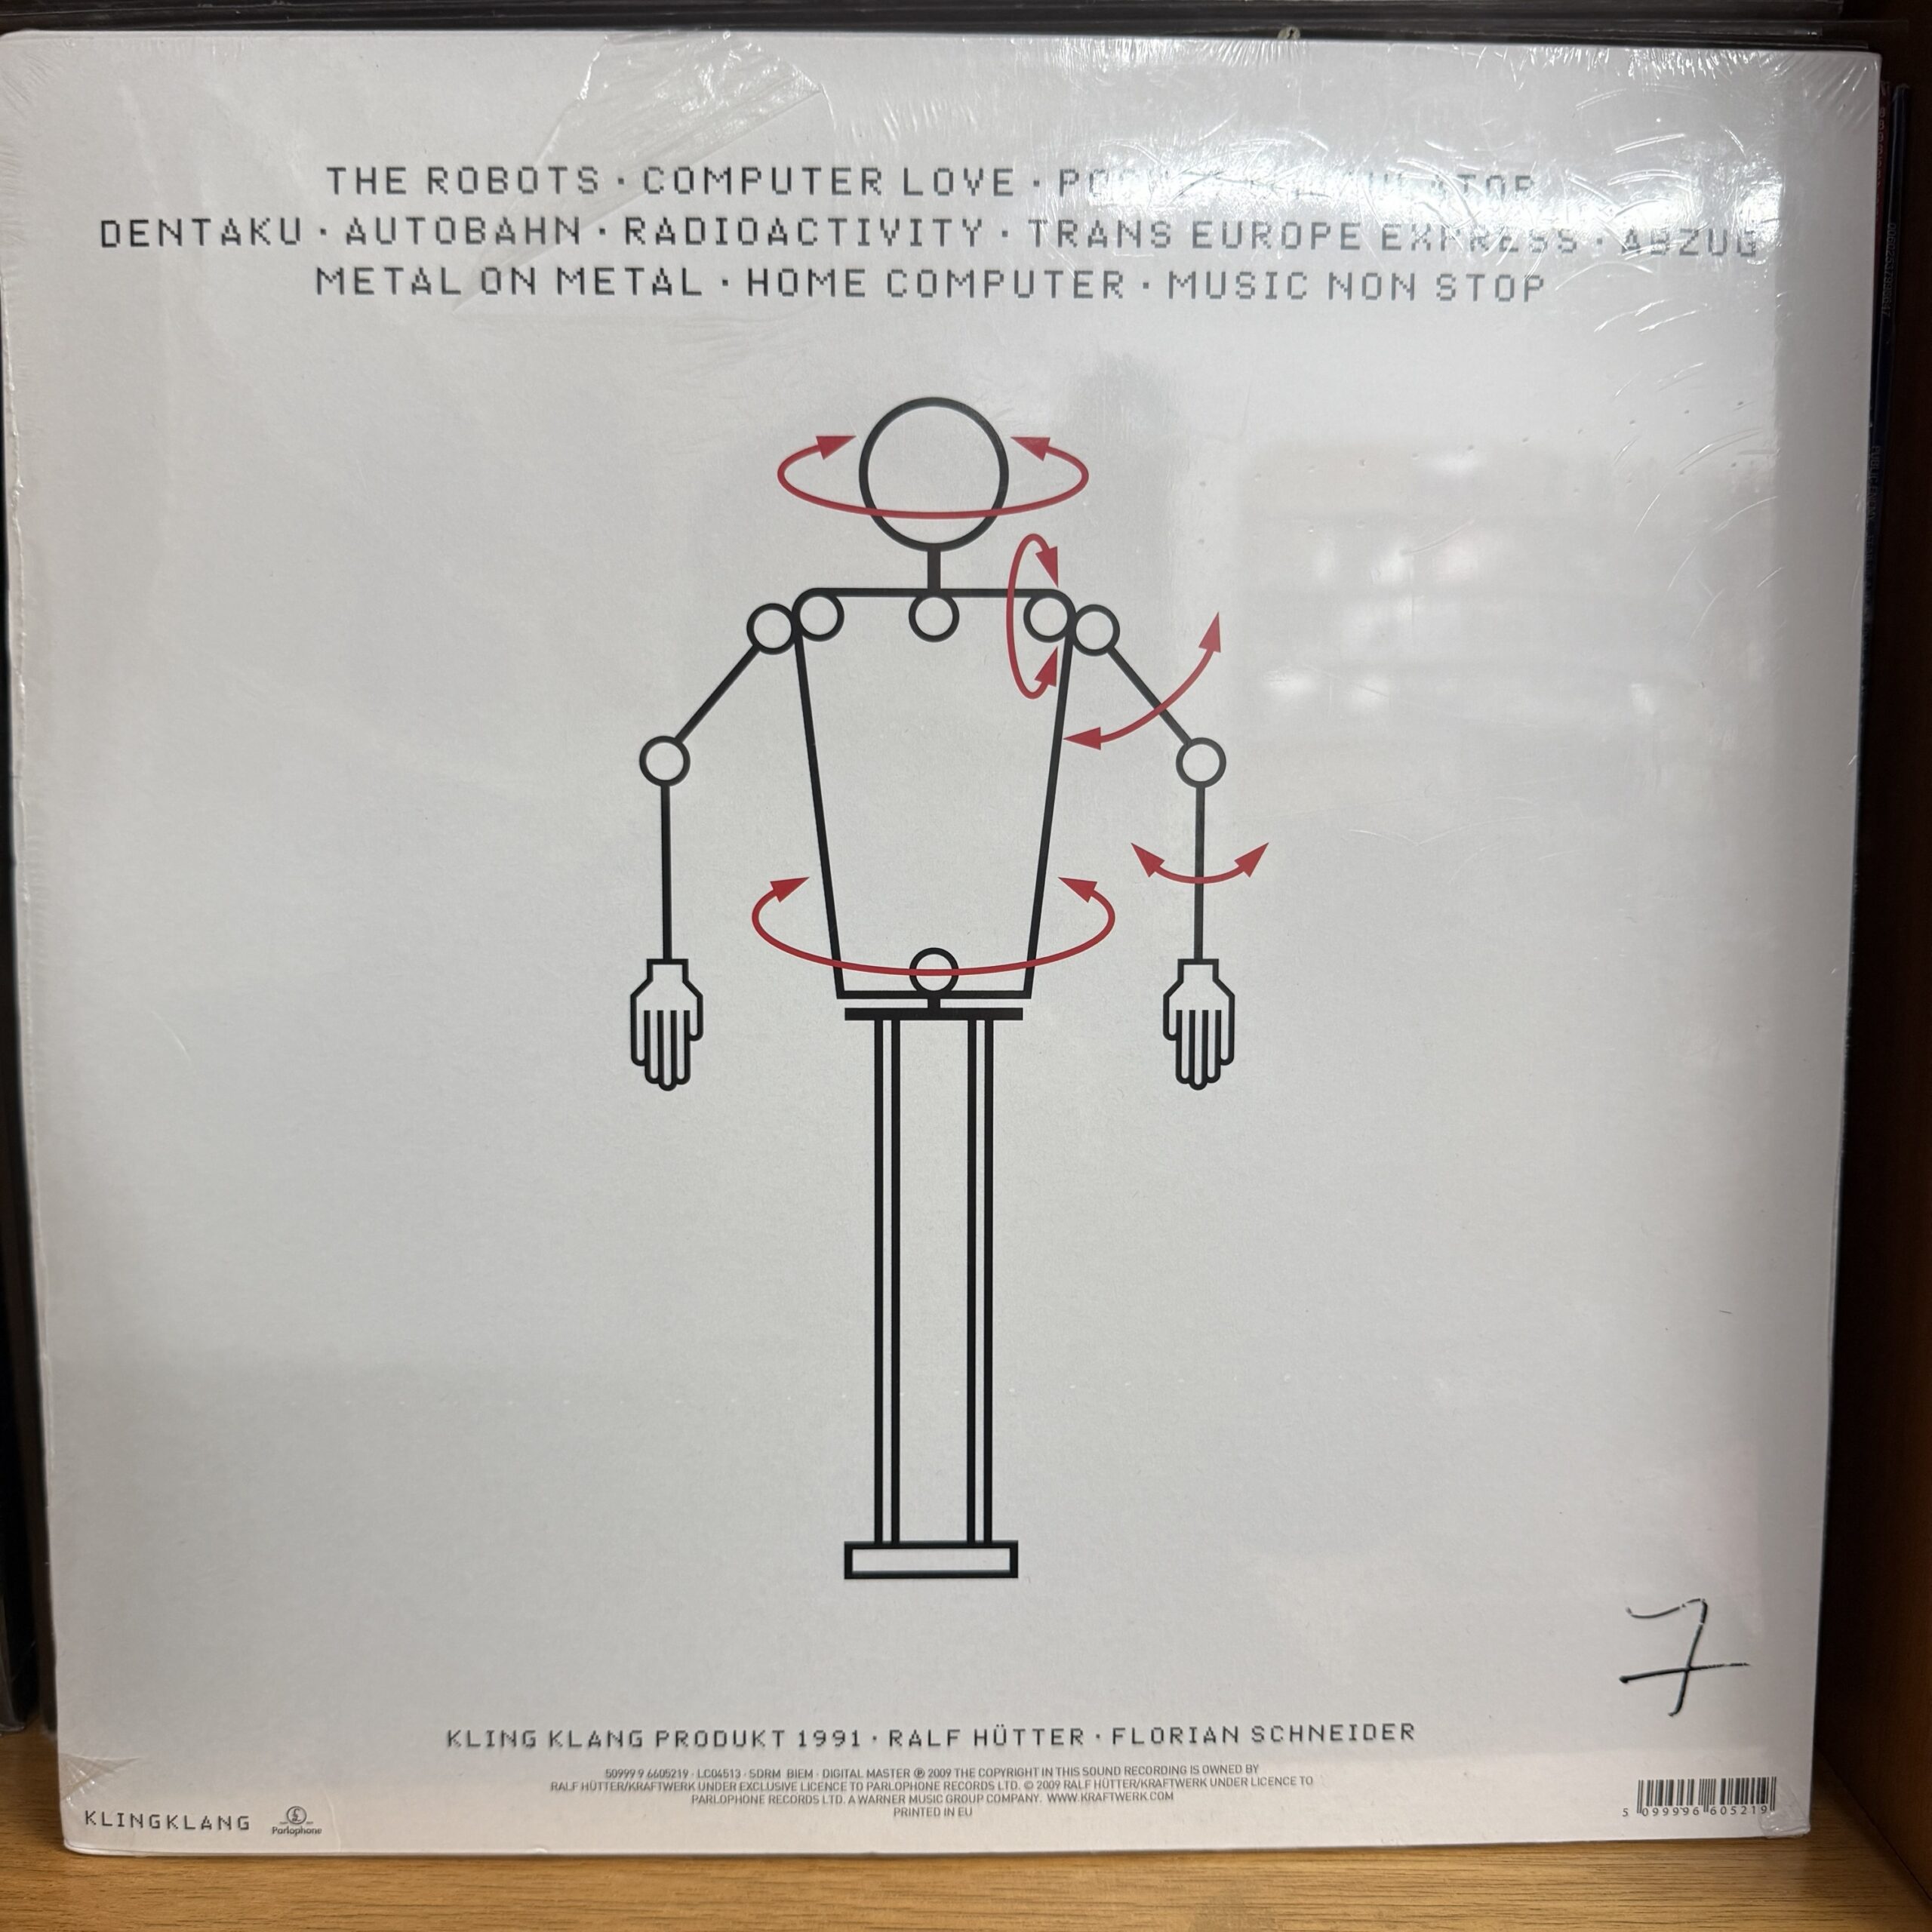 THE ROBOTS · COMPUTER LOVE ·
DENTAKU · AUTOBAHN · RADIOACTIVITY · TRANS EUROPE EXPRESS · ABZUG
METAL ON METAL · HOME COMPUTER · MUSIC NON STOP
7
KLING KLANG PRODUKT 1991 · RALF HÜTTER · FLORIAN SCHNEIDER
50999 9 6605219 · LC04513 · SDRM BIEM · DIGITAL MASTER ℗ 2009 THE COPYRIGHT IN THIS SOUND RECORDING IS OWNED BY
RALF HÜTTER/KRAFTWERK UNDER EXCLUSIVE LICENCE TO PARLOPHONE RECORDS LTD. © 2009 RALF HÜTTER/KRAFTWERK UNDER LICENCE TO
PARLOPHONE RECORDS LTD. A WARNER MUSIC GROUP COMPANY. WWW.KRAFTWERK.COM
PRINTED IN EU
KLINGKLANG
Parlophone
5 099996 605219